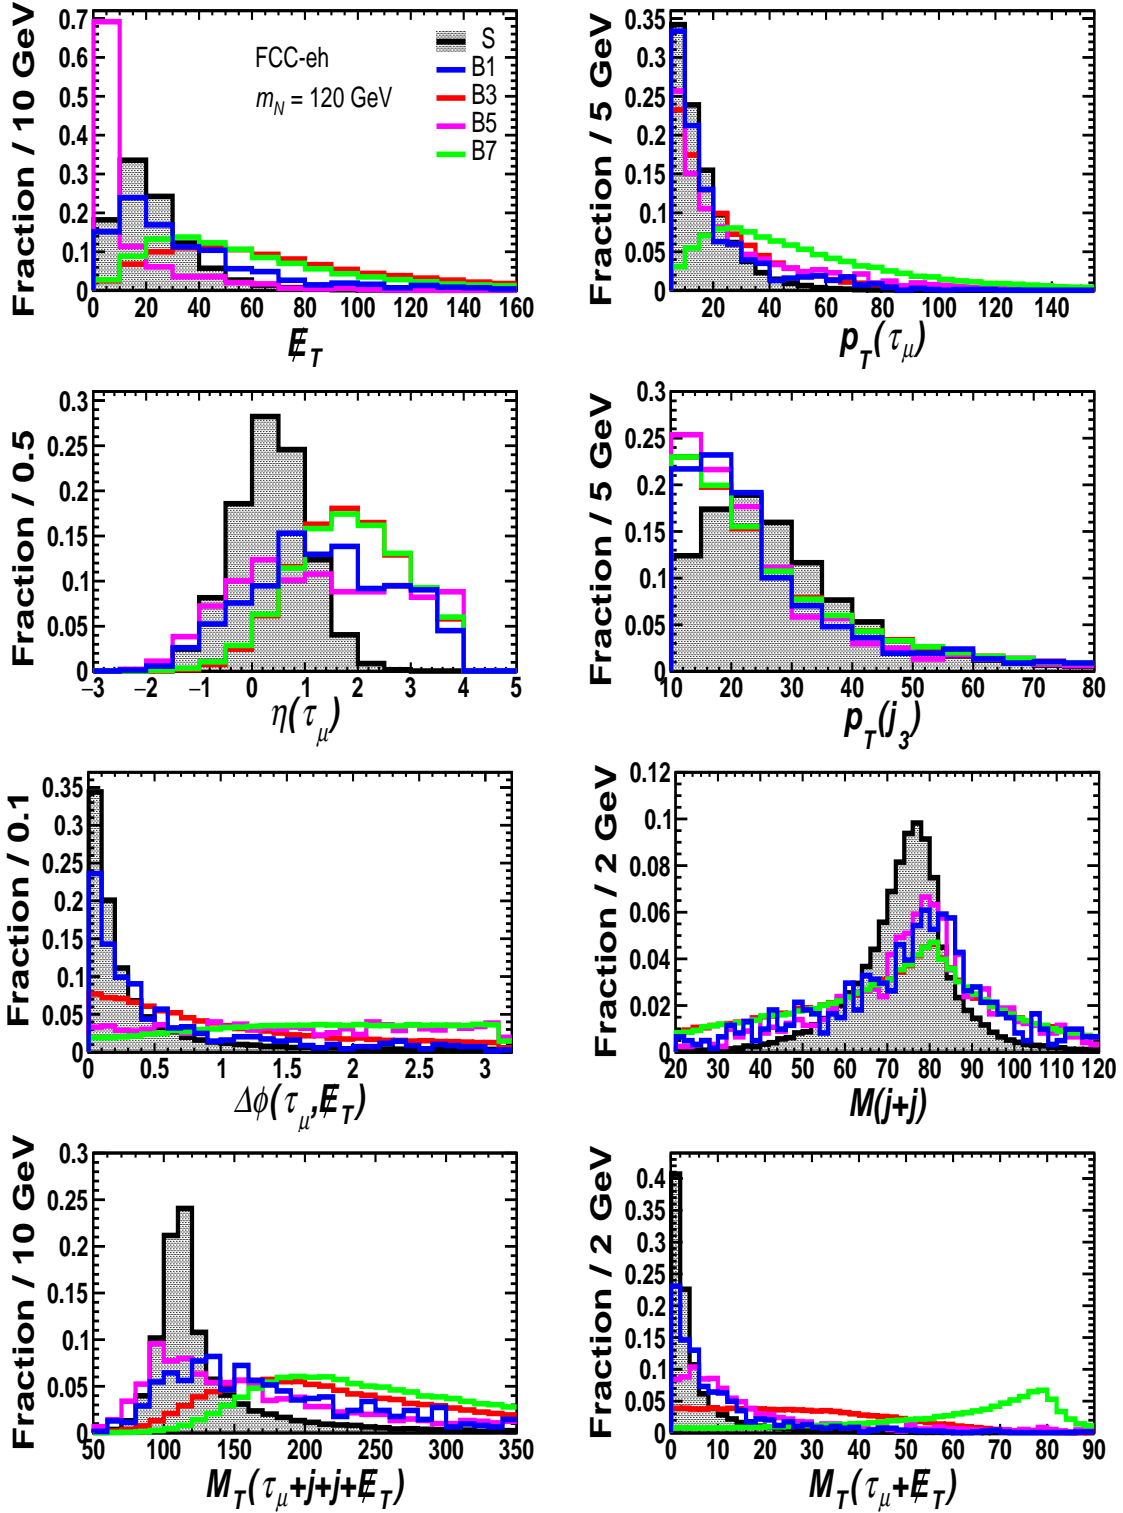 Fraction / 10 GeV
0.7
0.6
0.5
0.4
0.3
0.2
0.1
0
0 20 40 60 80 100 120 140 160
E̸_T
FCC-eh
m_N = 120 GeV
S
B1
B3
B5
B7
Fraction / 5 GeV
0.35
0.3
0.25
0.2
0.15
0.1
0.05
0
20 40 60 80 100 120 140
p_T(τ_μ)
Fraction / 0.5
0.3
0.25
0.2
0.15
0.1
0.05
0
−3 −2 −1 0 1 2 3 4 5
η(τ_μ)
Fraction / 5 GeV
0.3
0.25
0.2
0.15
0.1
0.05
0
10 20 30 40 50 60 70 80
p_T(j_3)
Fraction / 0.1
0.35
0.3
0.25
0.2
0.15
0.1
0.05
0
0 0.5 1 1.5 2 2.5 3
Δϕ(τ_μ,E̸_T)
Fraction / 2 GeV
0.12
0.1
0.08
0.06
0.04
0.02
0
20 30 40 50 60 70 80 90 100 110 120
M(j+j)
Fraction / 10 GeV
0.3
0.25
0.2
0.15
0.1
0.05
0
50 100 150 200 250 300 350
M_T(τ_μ+j+j+E̸_T)
Fraction / 2 GeV
0.4
0.35
0.3
0.25
0.2
0.15
0.1
0.05
0
0 10 20 30 40 50 60 70 80 90
M_T(τ_μ+E̸_T)